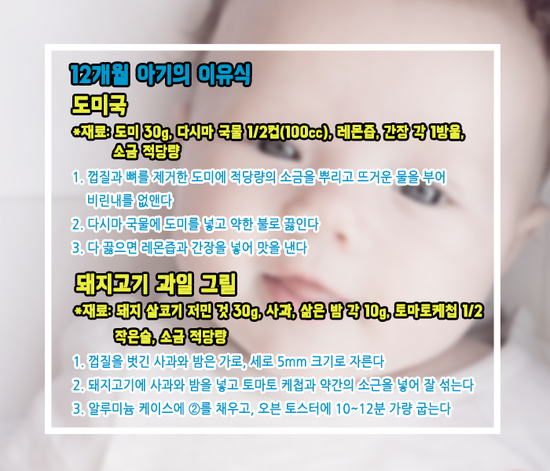 12개월 아기의 이유식
도미국
*재료: 도미 30g, 다시마 국물 1/2컵(100cc), 레몬즙, 간장 각 1방울,
소금 적당량
1. 껍질과 뼈를 제거한 도미에 적당량의 소금을 뿌리고 뜨거운 물을 부어
비린내를 없앤다
2. 다시마 국물에 도미를 넣고 약한 불로 끓인다
3. 다 끓으면 레몬즙과 간장을 넣어 맛을 낸다
돼지고기 과일 그릴
*재료: 돼지 살코기 저민 것 30g, 사과, 삶은 밤 각 10g, 토마토케첩 1/2
작은술, 소금 적당량
1. 껍질을 벗긴 사과와 밤은 가로, 세로 5mm 크기로 자른다
2. 돼지고기에 사과와 밤을 넣고 토마토 케첩과 약간의 소근을 넣어 잘 섞는다
3. 알루미늄 케이스에 ②를 채우고, 오븐 토스터에 10~12분 가량 굽는다